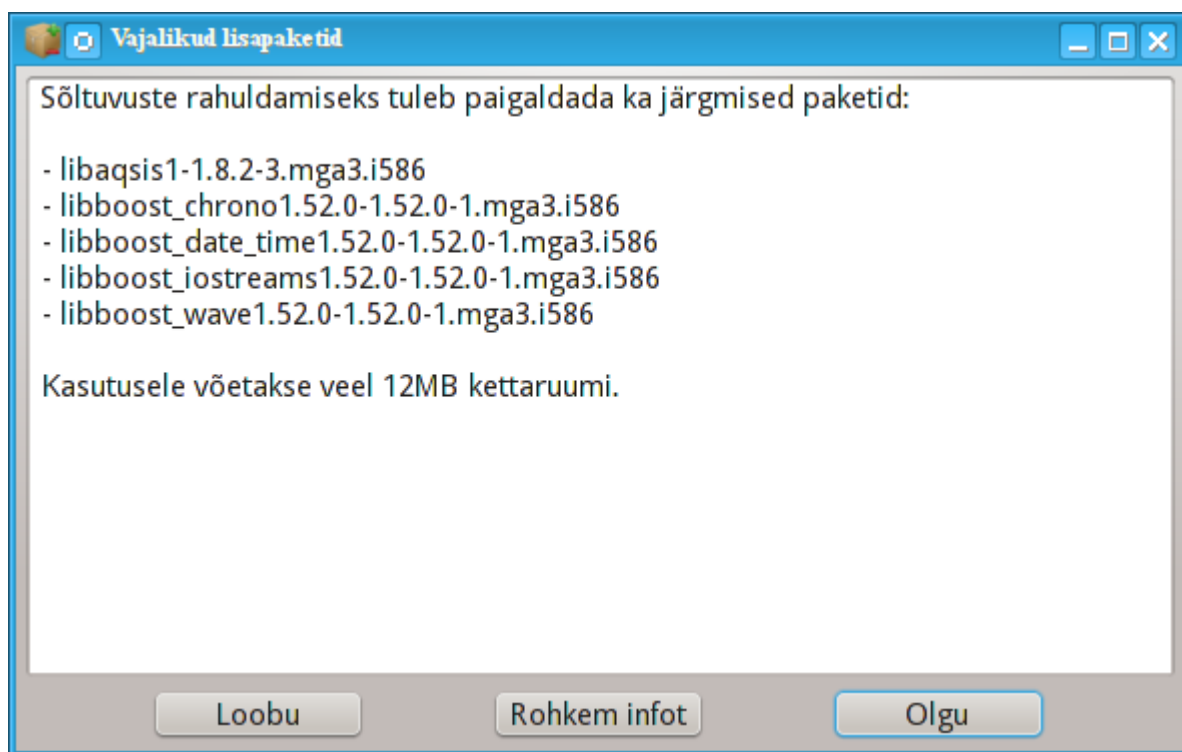 Vajalikud lisapaketid
Sõltuvuste rahuldamiseks tuleb paigaldada ka järgmised paketid:
- libaqsis1-1.8.2-3.mga3.i586
- libboost_chrono1.52.0-1.52.0-1.mga3.i586
- libboost_date_time1.52.0-1.52.0-1.mga3.i586
- libboost_iostreams1.52.0-1.52.0-1.mga3.i586
- libboost_wave1.52.0-1.52.0-1.mga3.i586
Kasutusele võetakse veel 12MB kettaruumi.
Loobu
Rohkem infot
Olgu